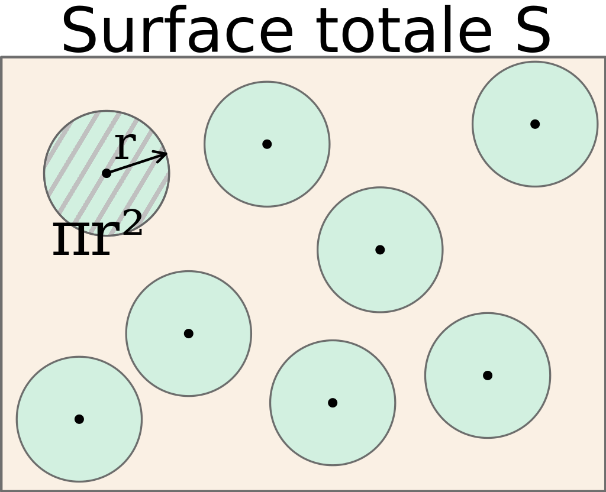 Surface totale S
r
πr²